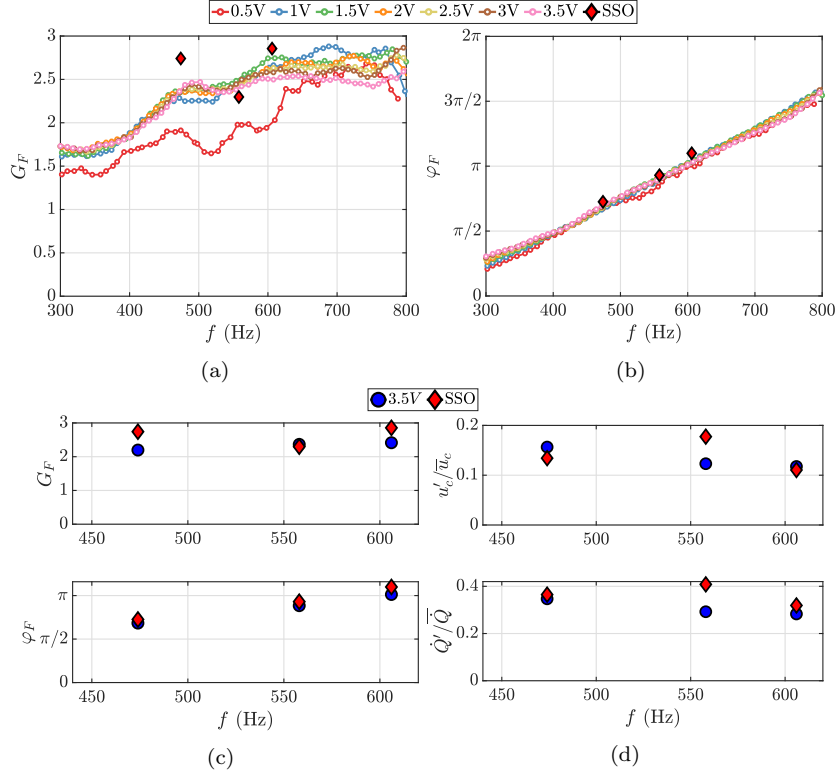 0.5V 1V 1.5V 2V 2.5V 3V 3.5V SSO
3
2.5
2
1.5
1
0.5
0
G_F
300 400 500 600 700 800
f (Hz)
(a)
2π
3π/2
π
π/2
0
φ_F
300 400 500 600 700 800
f (Hz)
(b)
3.5V SSO
3
2
1
0
G_F
450 500 550 600
π
π/2
0
φ_F
450 500 550 600
f (Hz)
(c)
0.2
0.1
0
u′_c/u̅_c
450 500 550 600
0.4
0.2
0
Q̇′/Q̇̅
450 500 550 600
f (Hz)
(d)